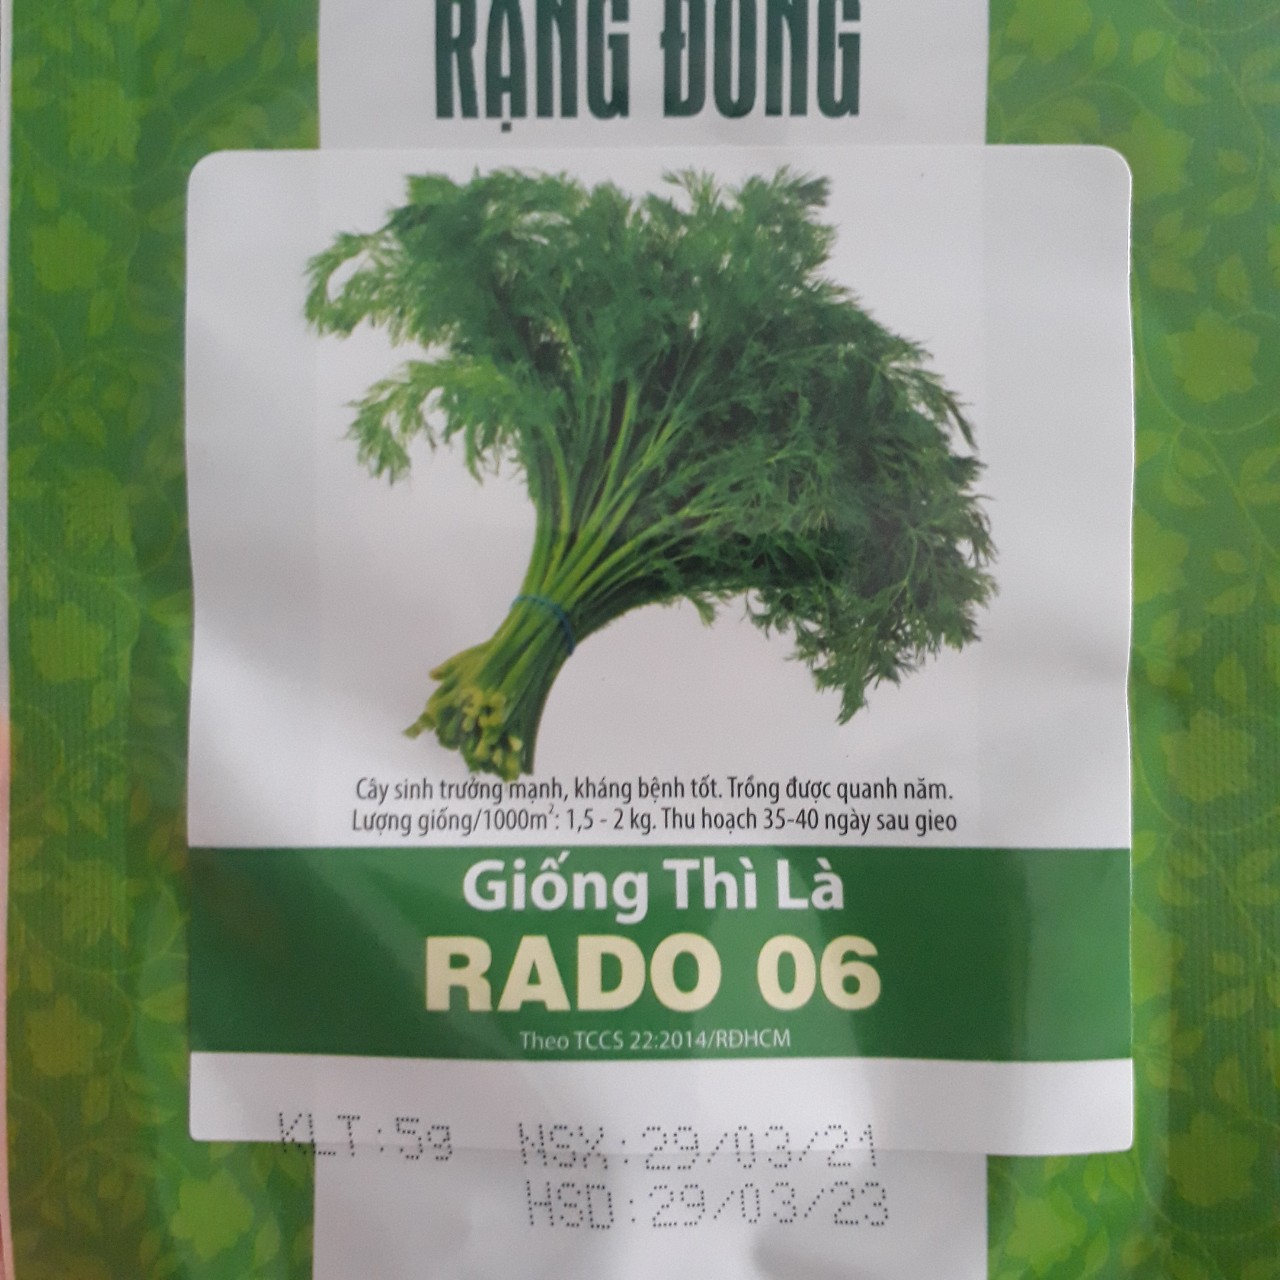 RẠNG ĐÔNG
Cây sinh trưởng mạnh, kháng bệnh tốt. Trồng được quanh năm.
Lượng giống/1000m²: 1,5 - 2 kg. Thu hoạch 35-40 ngày sau gieo
Giống Thì Là
RADO 06
Theo TCCS 22:2014/RĐHCM
KLT:5g NSX:29/03/21
HSD:29/03/23